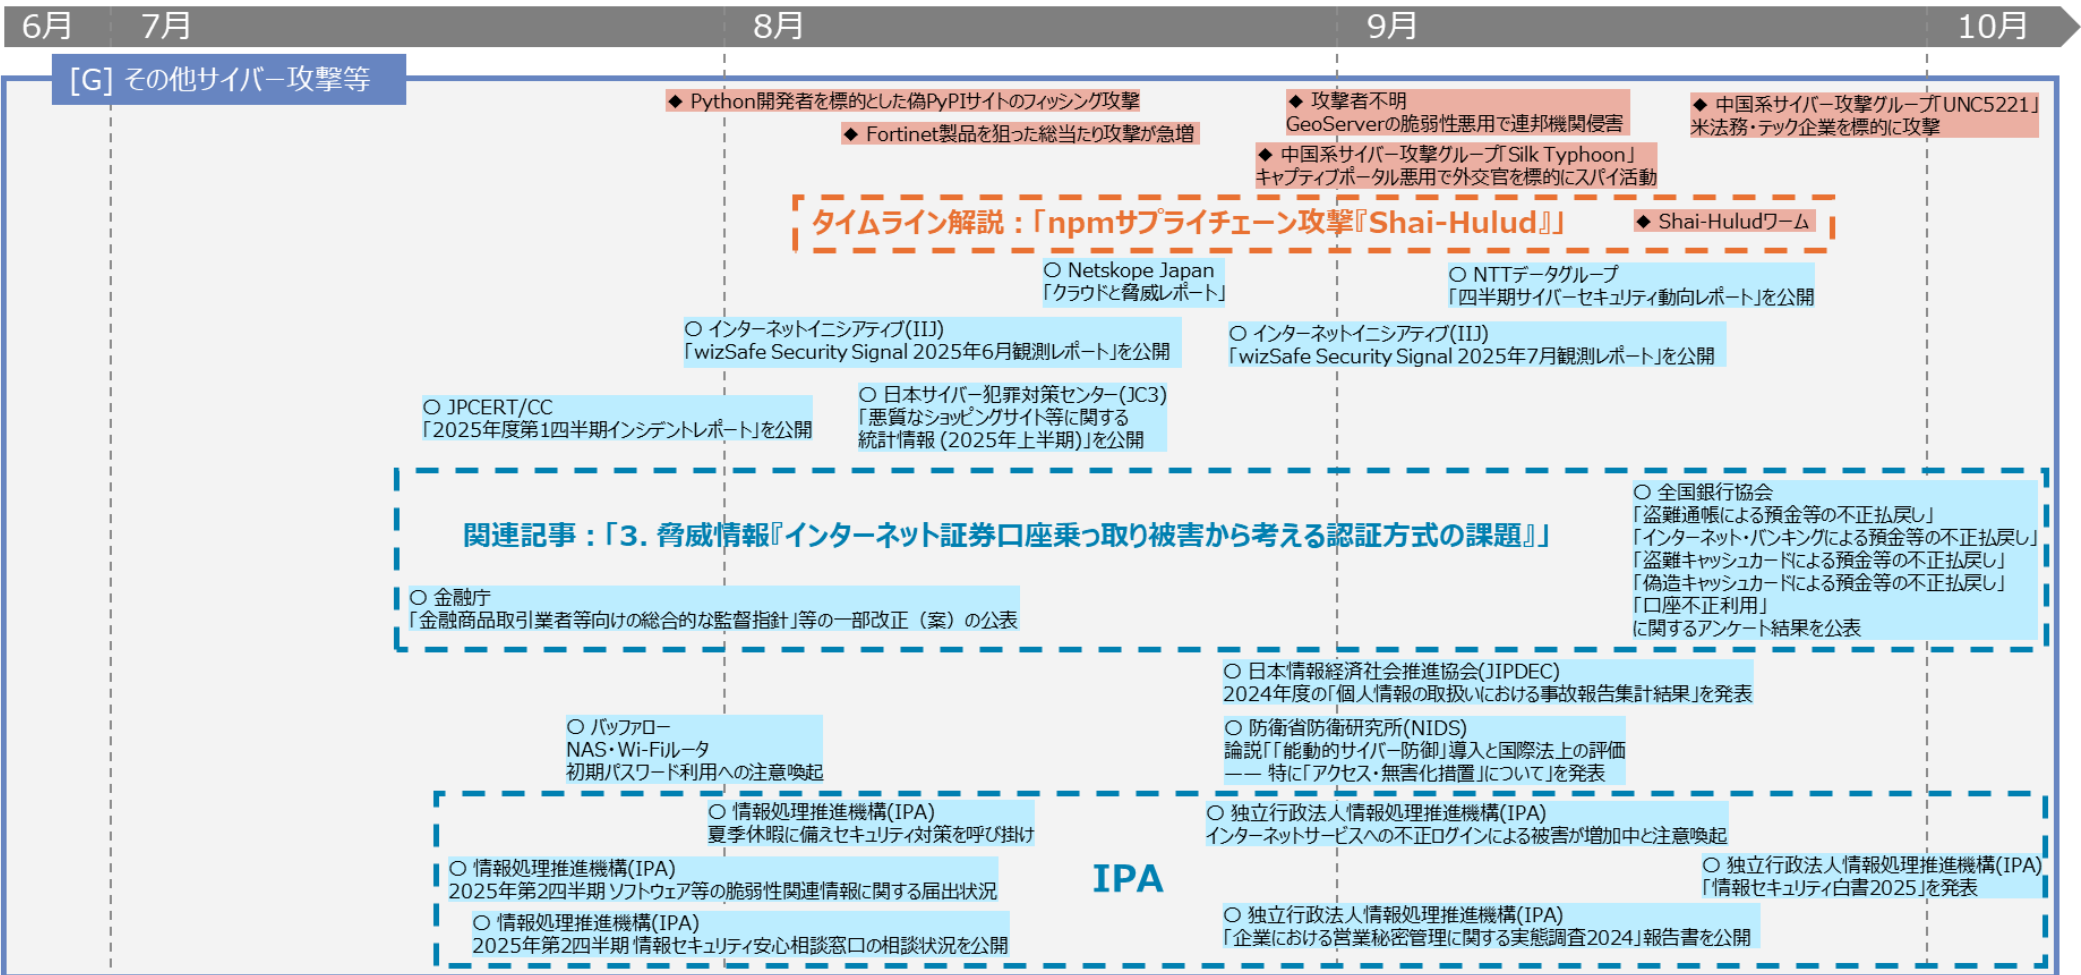 6月
7月
8月
9月
10月
[G] その他サイバー攻撃等
◆ Python開発者を標的とした偽PyPIサイトのフィッシング攻撃
◆ Fortinet製品を狙った総当たり攻撃が急増
◆ 攻撃者不明
GeoServerの脆弱性悪用で連邦機関侵害
◆ 中国系サイバー攻撃グループ「UNC5221」
米法務・テック企業を標的に攻撃
◆ 中国系サイバー攻撃グループ「Silk Typhoon」
キャプティブポータル悪用で外交官を標的にスパイ活動
タイムライン解説：「npmサプライチェーン攻撃『Shai-Hulud』」
◆ Shai-Huludワーム
○ Netskope Japan
「クラウドと脅威レポート」
○ NTTデータグループ
「四半期サイバーセキュリティ動向レポート」を公開
○ インターネットイニシアティブ(IIJ)
「wizSafe Security Signal 2025年6月観測レポート」を公開
○ インターネットイニシアティブ(IIJ)
「wizSafe Security Signal 2025年7月観測レポート」を公開
○ JPCERT/CC
「2025年度第1四半期インシデントレポート」を公開
○ 日本サイバー犯罪対策センター(JC3)
「悪質なショッピングサイト等に関する
統計情報 (2025年上半期)」を公開
関連記事：「3. 脅威情報『インターネット証券口座乗っ取り被害から考える認証方式の課題』」
○ 金融庁
「金融商品取引業者等向けの総合的な監督指針」等の一部改正（案）の公表
○ 全国銀行協会
「盗難通帳による預金等の不正払戻し」
「インターネット・バンキングによる預金等の不正払戻し」
「盗難キャッシュカードによる預金等の不正払戻し」
「偽造キャッシュカードによる預金等の不正払戻し」
「口座不正利用」
に関するアンケート結果を公表
○ 日本情報経済社会推進協会(JIPDEC)
2024年度の「個人情報の取扱いにおける事故報告集計結果」を発表
○ バッファロー
NAS・Wi-Fiルータ
初期パスワード利用への注意喚起
○ 防衛省防衛研究所(NIDS)
論説「「能動的サイバー防御」導入と国際法上の評価
―― 特に「アクセス・無害化措置」について」を発表
○ 情報処理推進機構(IPA)
夏季休暇に備えセキュリティ対策を呼び掛け
○ 独立行政法人情報処理推進機構(IPA)
インターネットサービスへの不正ログインによる被害が増加中と注意喚起
○ 情報処理推進機構(IPA)
2025年第2四半期 ソフトウェア等の脆弱性関連情報に関する届出状況
IPA
○ 独立行政法人情報処理推進機構(IPA)
「情報セキュリティ白書2025」を発表
○ 情報処理推進機構(IPA)
2025年第2四半期 情報セキュリティ安心相談窓口の相談状況を公開
○ 独立行政法人情報処理推進機構(IPA)
「企業における営業秘密管理に関する実態調査2024」報告書を公開